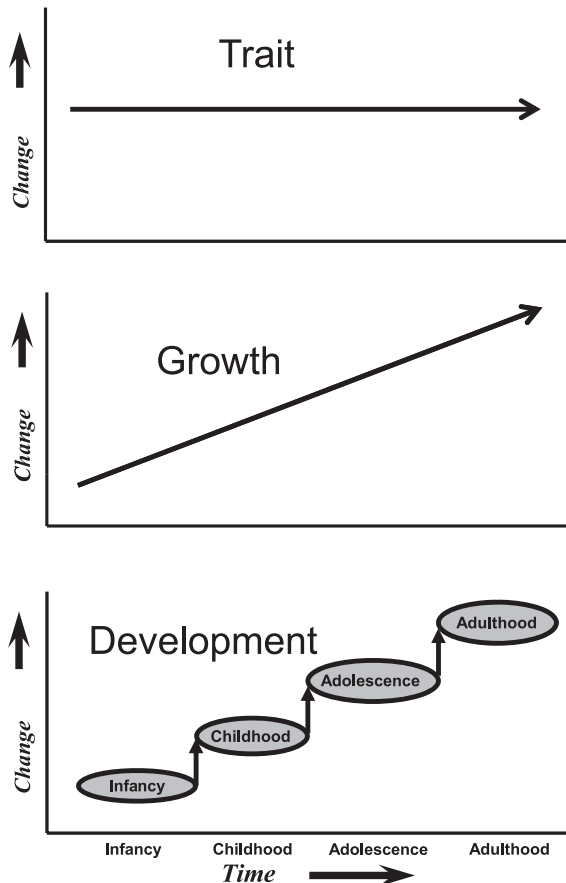 Trait
Change
Growth
Change
Development
Adulthood
Adolescence
Childhood
Infancy
Change
Infancy Childhood Adolescence Adulthood
Time